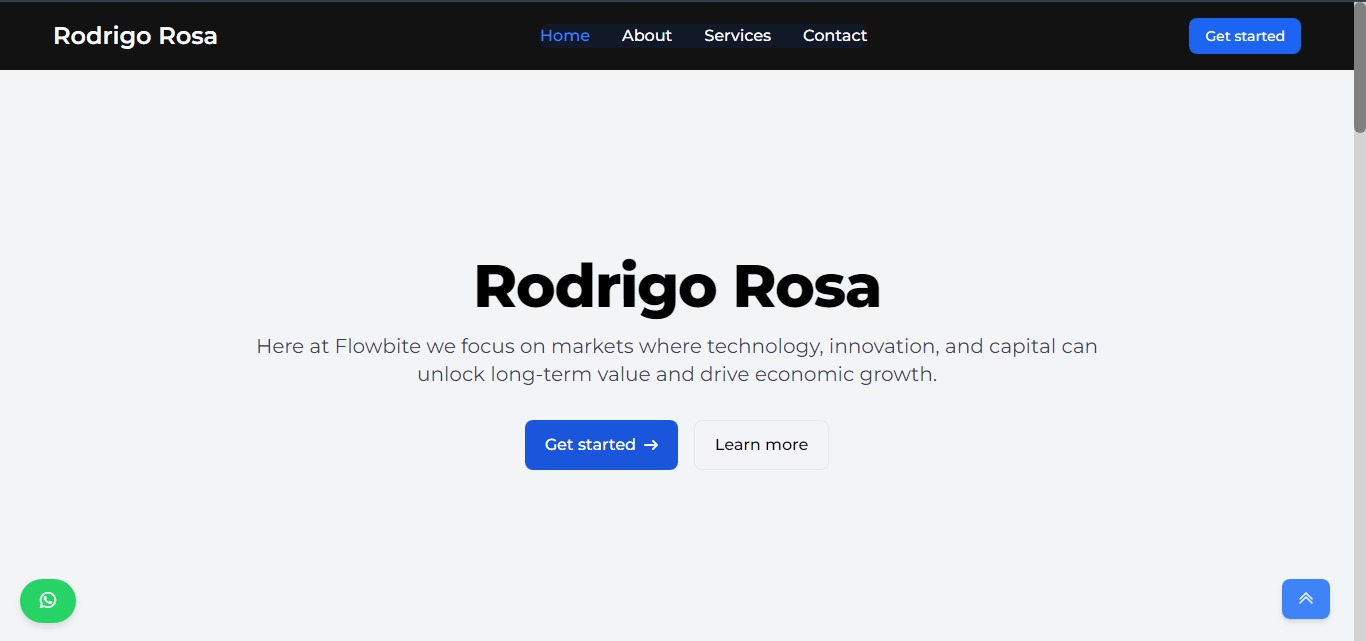 Rodrigo Rosa
Home About Services Contact
Get started
Rodrigo Rosa
Here at Flowbite we focus on markets where technology, innovation, and capital can
unlock long-term value and drive economic growth.
Get started
Learn more